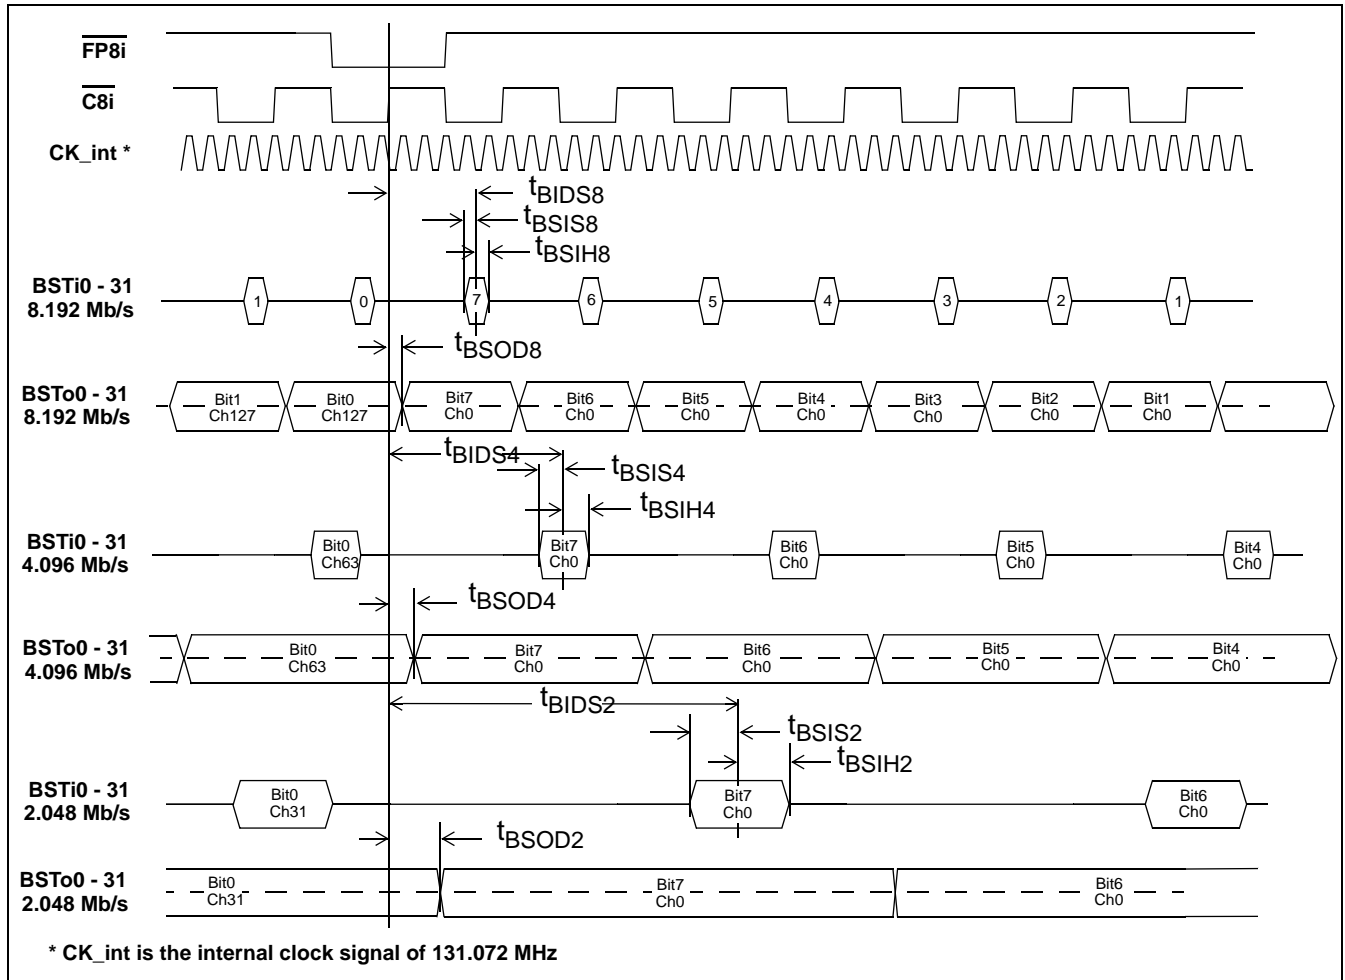 FP8i
C8i
CK_int *
tBIDS8
tBSIS8
tBSIH8
BSTi0 - 31
8.192 Mb/s
1
0
7
6
5
4
3
2
1
tBSOD8
BSTo0 - 31
8.192 Mb/s
Bit1
Ch127
Bit0
Ch127
Bit7
Ch0
Bit6
Ch0
Bit5
Ch0
Bit4
Ch0
Bit3
Ch0
Bit2
Ch0
Bit1
Ch0
tBIDS4
tBSIS4
tBSIH4
BSTi0 - 31
4.096 Mb/s
Bit0
Ch63
Bit7
Ch0
Bit6
Ch0
Bit5
Ch0
Bit4
Ch0
tBSOD4
BSTo0 - 31
4.096 Mb/s
Bit0
Ch63
Bit7
Ch0
Bit6
Ch0
Bit5
Ch0
Bit4
Ch0
tBIDS2
tBSIS2
tBSIH2
BSTi0 - 31
2.048 Mb/s
Bit0
Ch31
Bit7
Ch0
Bit6
Ch0
tBSOD2
BSTo0 - 31
2.048 Mb/s
Bit0
Ch31
Bit7
Ch0
Bit6
Ch0
* CK_int is the internal clock signal of 131.072 MHz